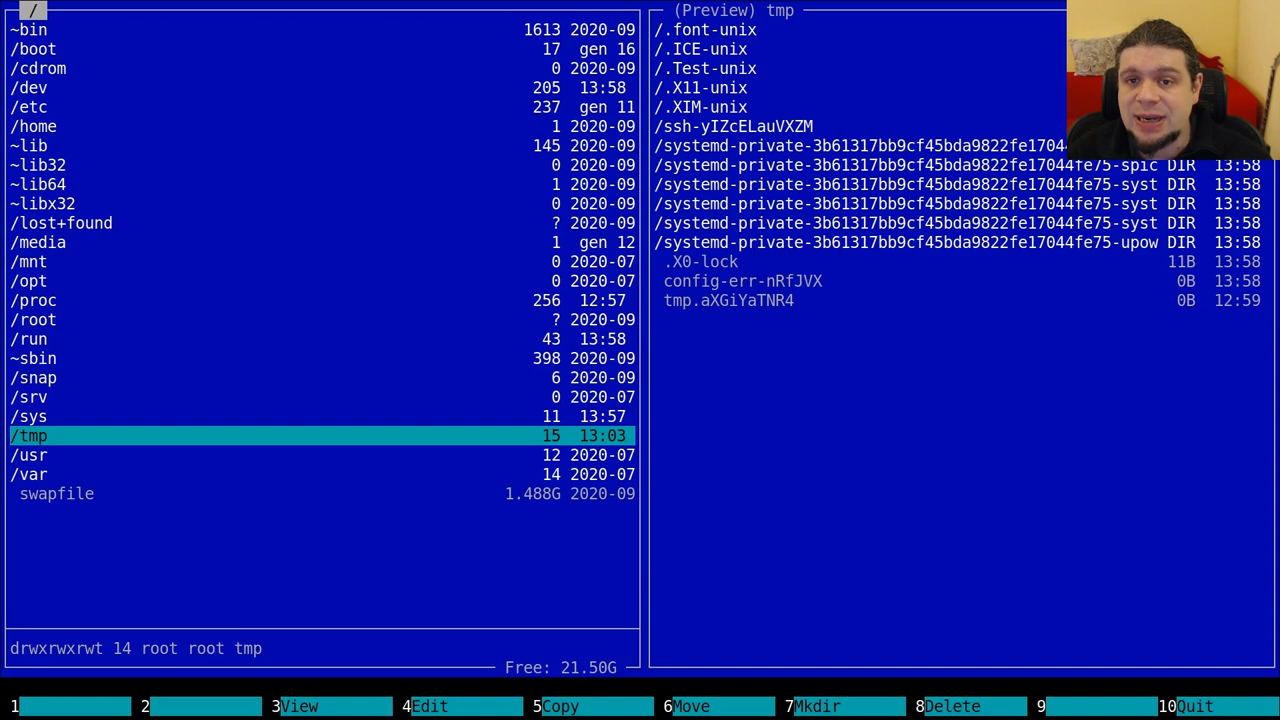 /
~bin 1613 2020-09
/boot 17 gen 16
/cdrom 0 2020-09
/dev 205 13:58
/etc 237 gen 11
/home 1 2020-09
~lib 145 2020-09
~lib32 0 2020-09
~lib64 1 2020-09
~libx32 0 2020-09
/lost+found ? 2020-09
/media 1 gen 12
/mnt 0 2020-07
/opt 0 2020-07
/proc 256 12:57
/root ? 2020-09
/run 43 13:58
~sbin 398 2020-09
/snap 6 2020-09
/srv 0 2020-07
/sys 11 13:57
/tmp 15 13:03
/usr 12 2020-07
/var 14 2020-07
swapfile 1.488G 2020-09
drwxrwxrwt 14 root root tmp
Free: 21.50G
(Preview) tmp
/.font-unix
/.ICE-unix
/.Test-unix
/.X11-unix
/.XIM-unix
/ssh-yIZcELauVXZM
/systemd-private-3b61317bb9cf45bda9822fe17044
/systemd-private-3b61317bb9cf45bda9822fe17044fe75-spic DIR 13:58
/systemd-private-3b61317bb9cf45bda9822fe17044fe75-syst DIR 13:58
/systemd-private-3b61317bb9cf45bda9822fe17044fe75-syst DIR 13:58
/systemd-private-3b61317bb9cf45bda9822fe17044fe75-syst DIR 13:58
/systemd-private-3b61317bb9cf45bda9822fe17044fe75-upow DIR 13:58
.X0-lock 11B 13:58
config-err-nRfJVX 0B 13:58
tmp.aXGiYaTNR4 0B 12:59
1 2 3View 4Edit 5Copy 6Move 7Mkdir 8Delete 9 10Quit